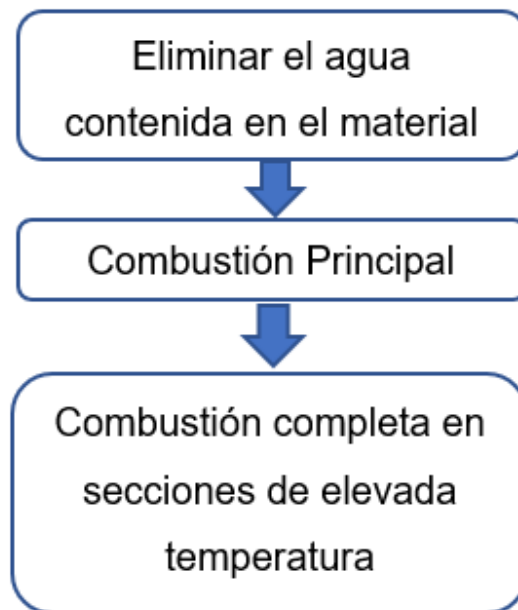 Eliminar el agua
contenida en el material
Combustión Principal
Combustión completa en
secciones de elevada
temperatura